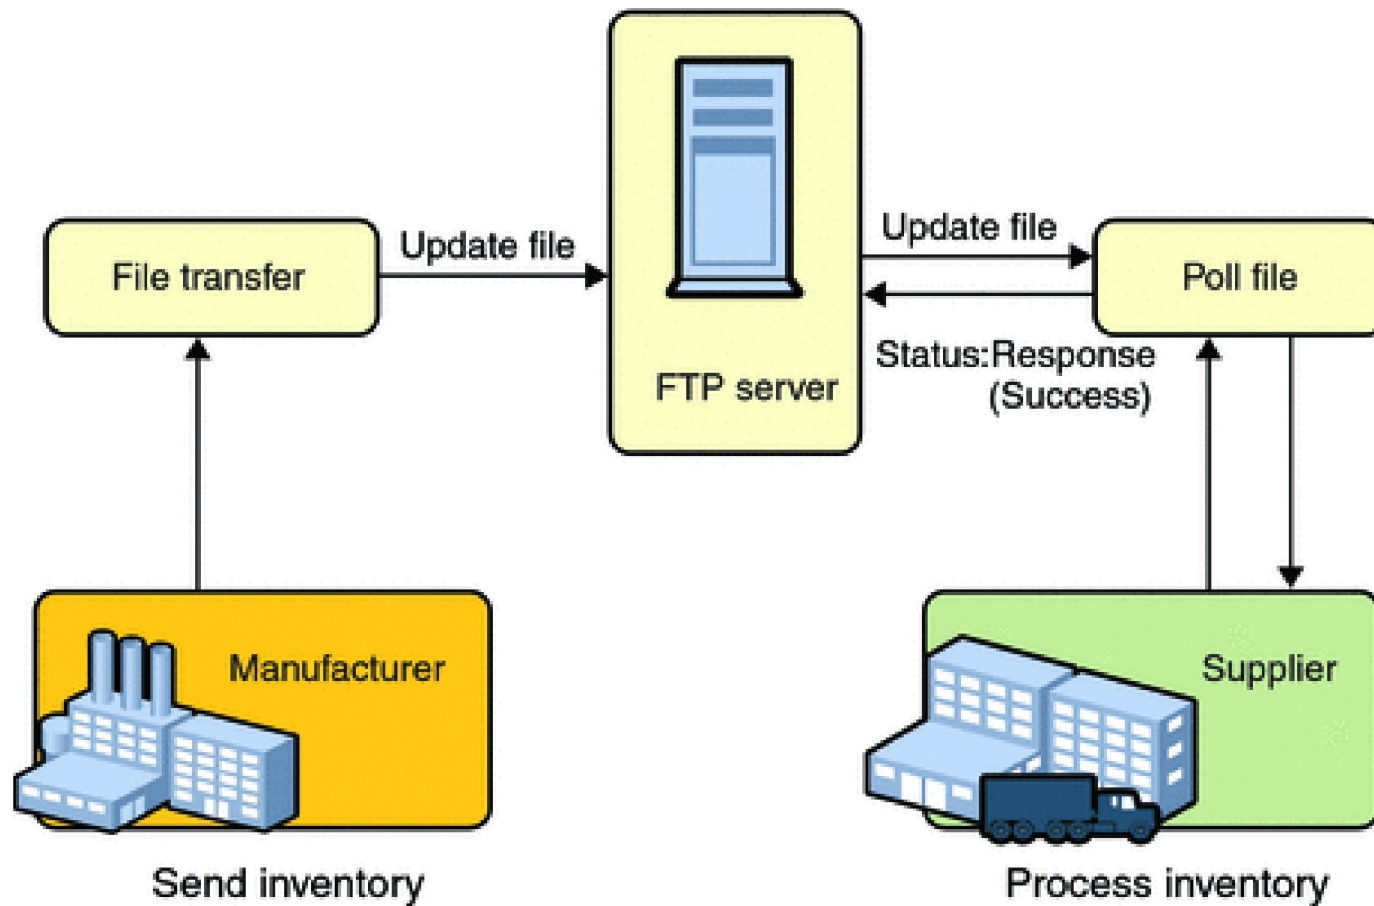 File transfer
Update file
FTP server
Update file
Status:Response
(Success)
Poll file
Manufacturer
Send inventory
Supplier
Process inventory